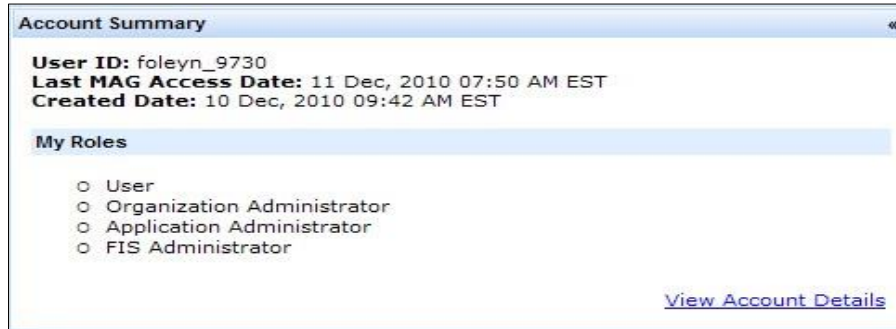 Account Summary «
User ID: foleyn_9730
Last MAG Access Date: 11 Dec, 2010 07:50 AM EST
Created Date: 10 Dec, 2010 09:42 AM EST
My Roles
User
Organization Administrator
Application Administrator
FIS Administrator
View Account Details